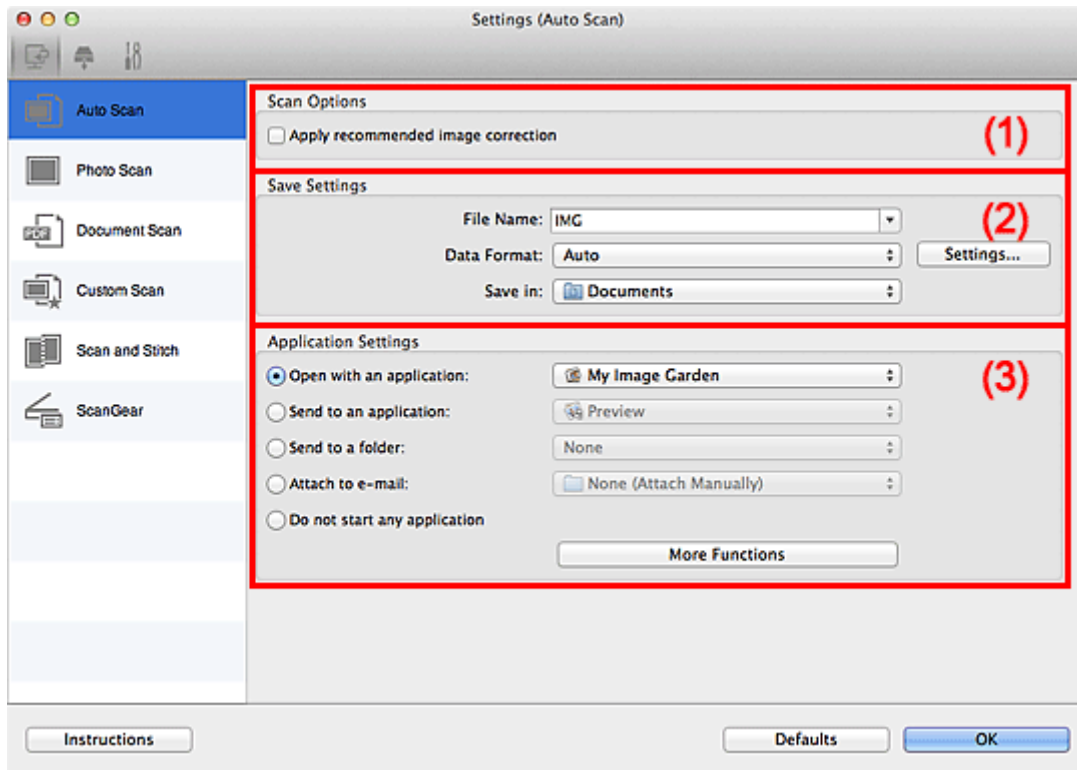 Settings (Auto Scan)
Auto Scan
Photo Scan
PDF
Document Scan
Custom Scan
Scan and Stitch
ScanGear
Scan Options
Apply recommended image correction
(1)
Save Settings
File Name: IMG
(2)
Data Format: Auto
Settings...
Save in: Documents
Application Settings
Open with an application: My Image Garden
(3)
Send to an application: Preview
Send to a folder: None
Attach to e-mail: None (Attach Manually)
Do not start any application
More Functions
Instructions
Defaults
OK